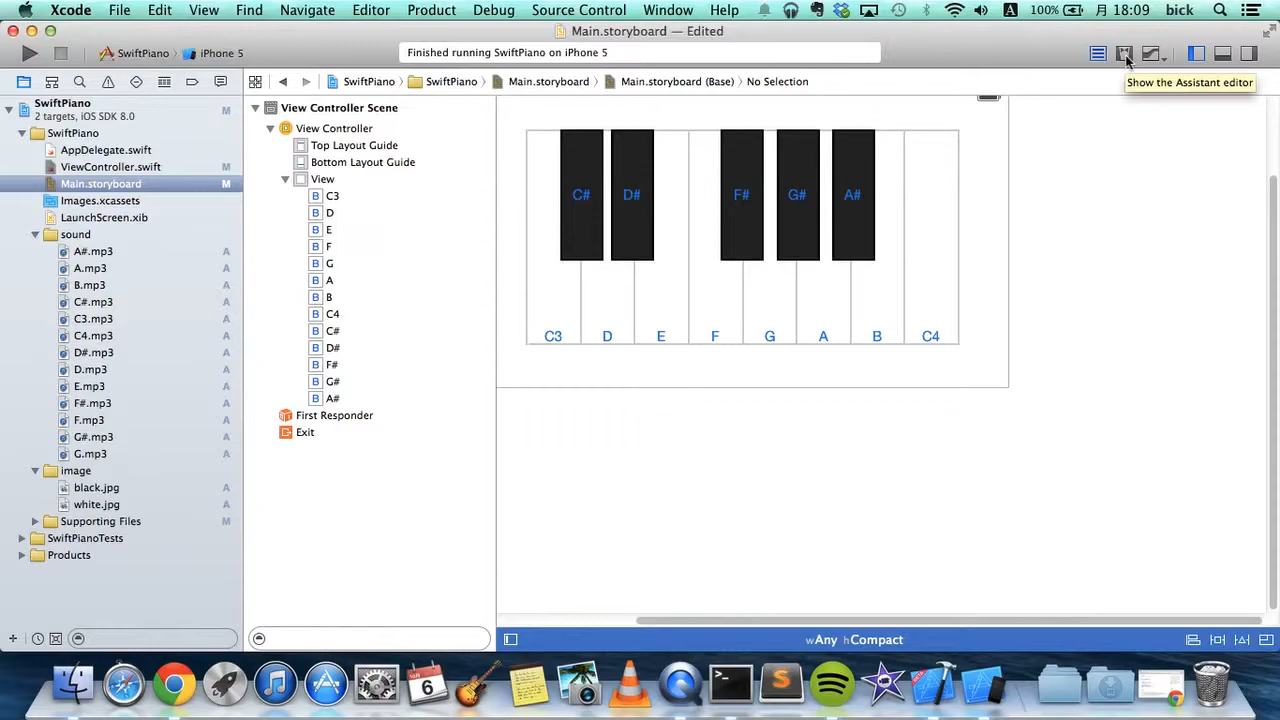 Xcode File Edit View Find Navigate Editor Product Debug Source Control Window Help A 100% 月 18:09 bick
Main.storyboard — Edited
SwiftPiano iPhone 5 Finished running SwiftPiano on iPhone 5
Show the Assistant editor
SwiftPiano SwiftPiano Main.storyboard Main.storyboard (Base) No Selection
SwiftPiano M
2 targets, iOS SDK 8.0
SwiftPiano
AppDelegate.swift
ViewController.swift M
Main.storyboard M
Images.xcassets
LaunchScreen.xib
sound
A#.mp3 A
A.mp3 A
B.mp3 A
C#.mp3 A
C3.mp3 A
C4.mp3 A
D#.mp3 A
D.mp3 A
E.mp3 A
F#.mp3 A
F.mp3 A
G#.mp3 A
G.mp3 A
image
black.jpg A
white.jpg A
Supporting Files M
SwiftPianoTests
Products
View Controller Scene
View Controller
Top Layout Guide
Bottom Layout Guide
View
B C3
B D
B E
B F
B G
B A
B B
B C4
B C#
B D#
B F#
B G#
B A#
First Responder
Exit
C# D# F# G# A#
C3 D E F G A B C4
wAny hCompact
6
S